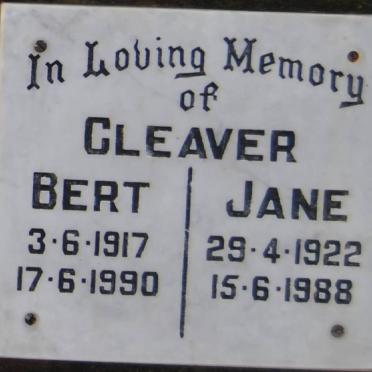 In Loving Memory
of
CLEAVER
BERT
3·6·1917
17·6·1990
JANE
29·4·1922
15·6·1988